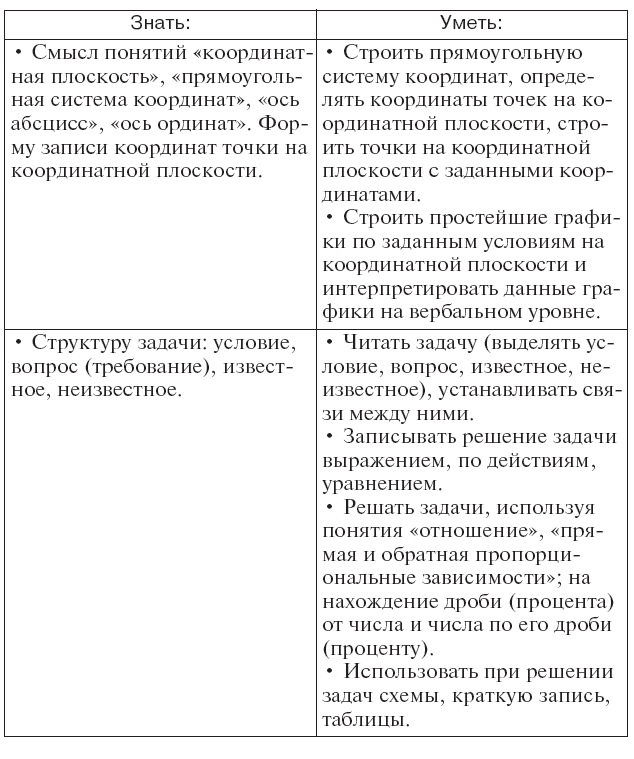 Знать:
Уметь:
• Смысл понятий «координат-
ная плоскость», «прямоуголь-
ная система координат», «ось
абсцисс», «ось ординат». Фор-
му записи координат точки на
координатной плоскости.
• Строить прямоугольную
систему координат, опреде-
лять координаты точек на ко-
ординатной плоскости, стро-
ить точки на координатной
плоскости с заданными коор-
динатами.
• Строить простейшие графи-
ки по заданным условиям на
координатной плоскости и
интерпретировать данные гра-
фики на вербальном уровне.
• Структуру задачи: условие,
вопрос (требование), извест-
ное, неизвестное.
• Читать задачу (выделять ус-
ловие, вопрос, известное, не-
известное), устанавливать свя-
зи между ними.
• Записывать решение задачи
выражением, по действиям,
уравнением.
• Решать задачи, используя
понятия «отношение», «пря-
мая и обратная пропорци-
ональные зависимости»; на
нахождение дроби (процента)
от числа и числа по его дроби
(проценту).
• Использовать при решении
задач схемы, краткую запись,
таблицы.